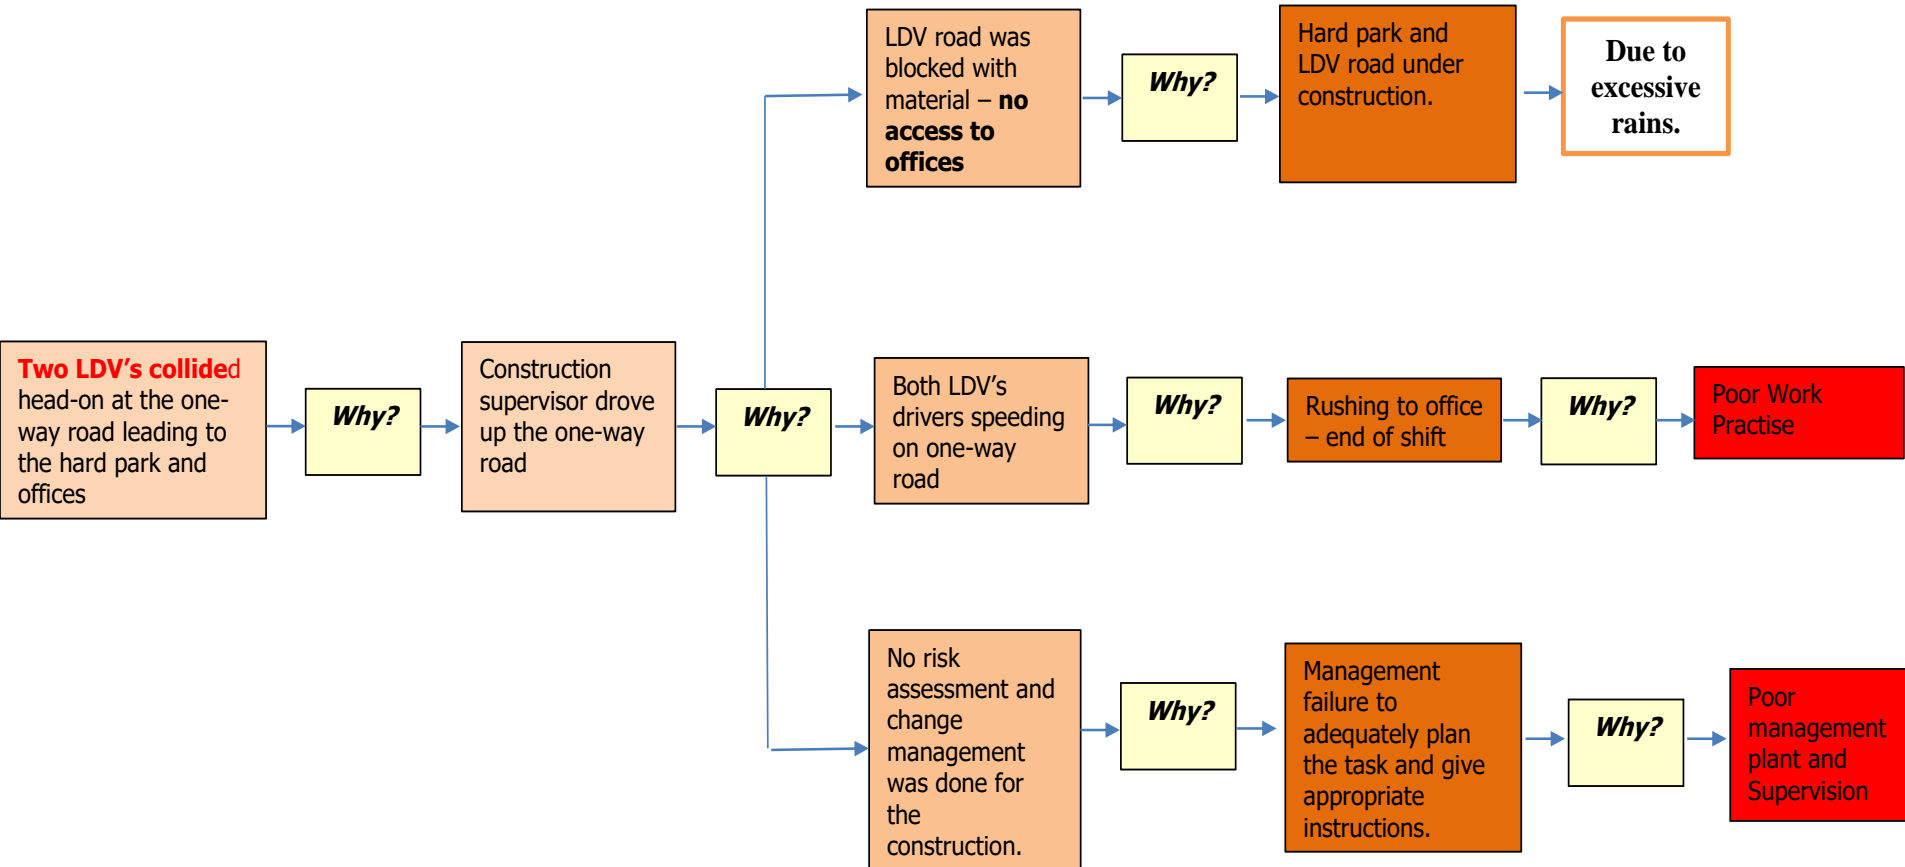 LDV road was
blocked with
material – no
access to
offices
Why?
Hard park and
LDV road under
construction.
Due to
excessive
rains.
Two LDV’s collided
head-on at the one-
way road leading to
the hard park and
offices
Why?
Construction
supervisor drove
up the one-way
road
Why?
Both LDV’s
drivers speeding
on one-way
road
Why?
Rushing to office
– end of shift
Why?
Poor Work
Practise
No risk
assessment and
change
management
was done for
the
construction.
Why?
Management
failure to
adequately plan
the task and give
appropriate
instructions.
Why?
Poor
management
plant and
Supervision